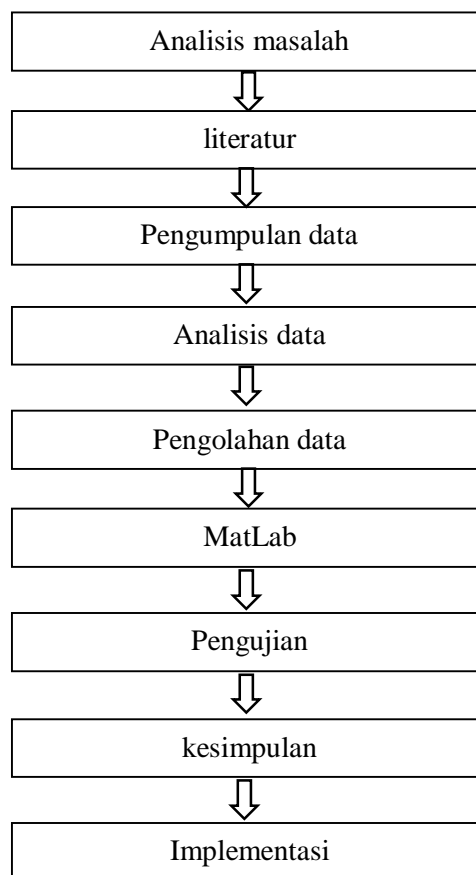 Analisis masalah
literatur
Pengumpulan data
Analisis data
Pengolahan data
MatLab
Pengujian
kesimpulan
Implementasi